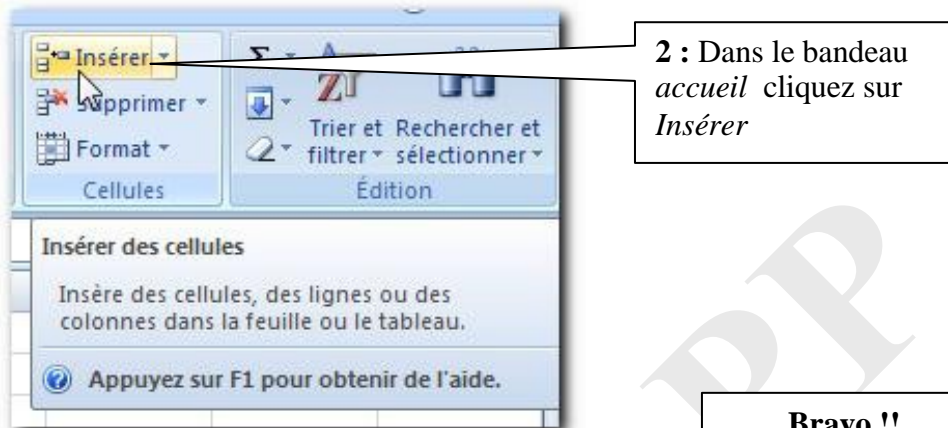 Insérer
Supprimer
Format
Cellules
Σ
Trier et
filtrer
Rechercher et
sélectionner
Édition
2 : Dans le bandeau
accueil cliquez sur
Insérer
Insérer des cellules
Insère des cellules, des lignes ou des
colonnes dans la feuille ou le tableau.
Appuyez sur F1 pour obtenir de l'aide.
PP
Bravo !!